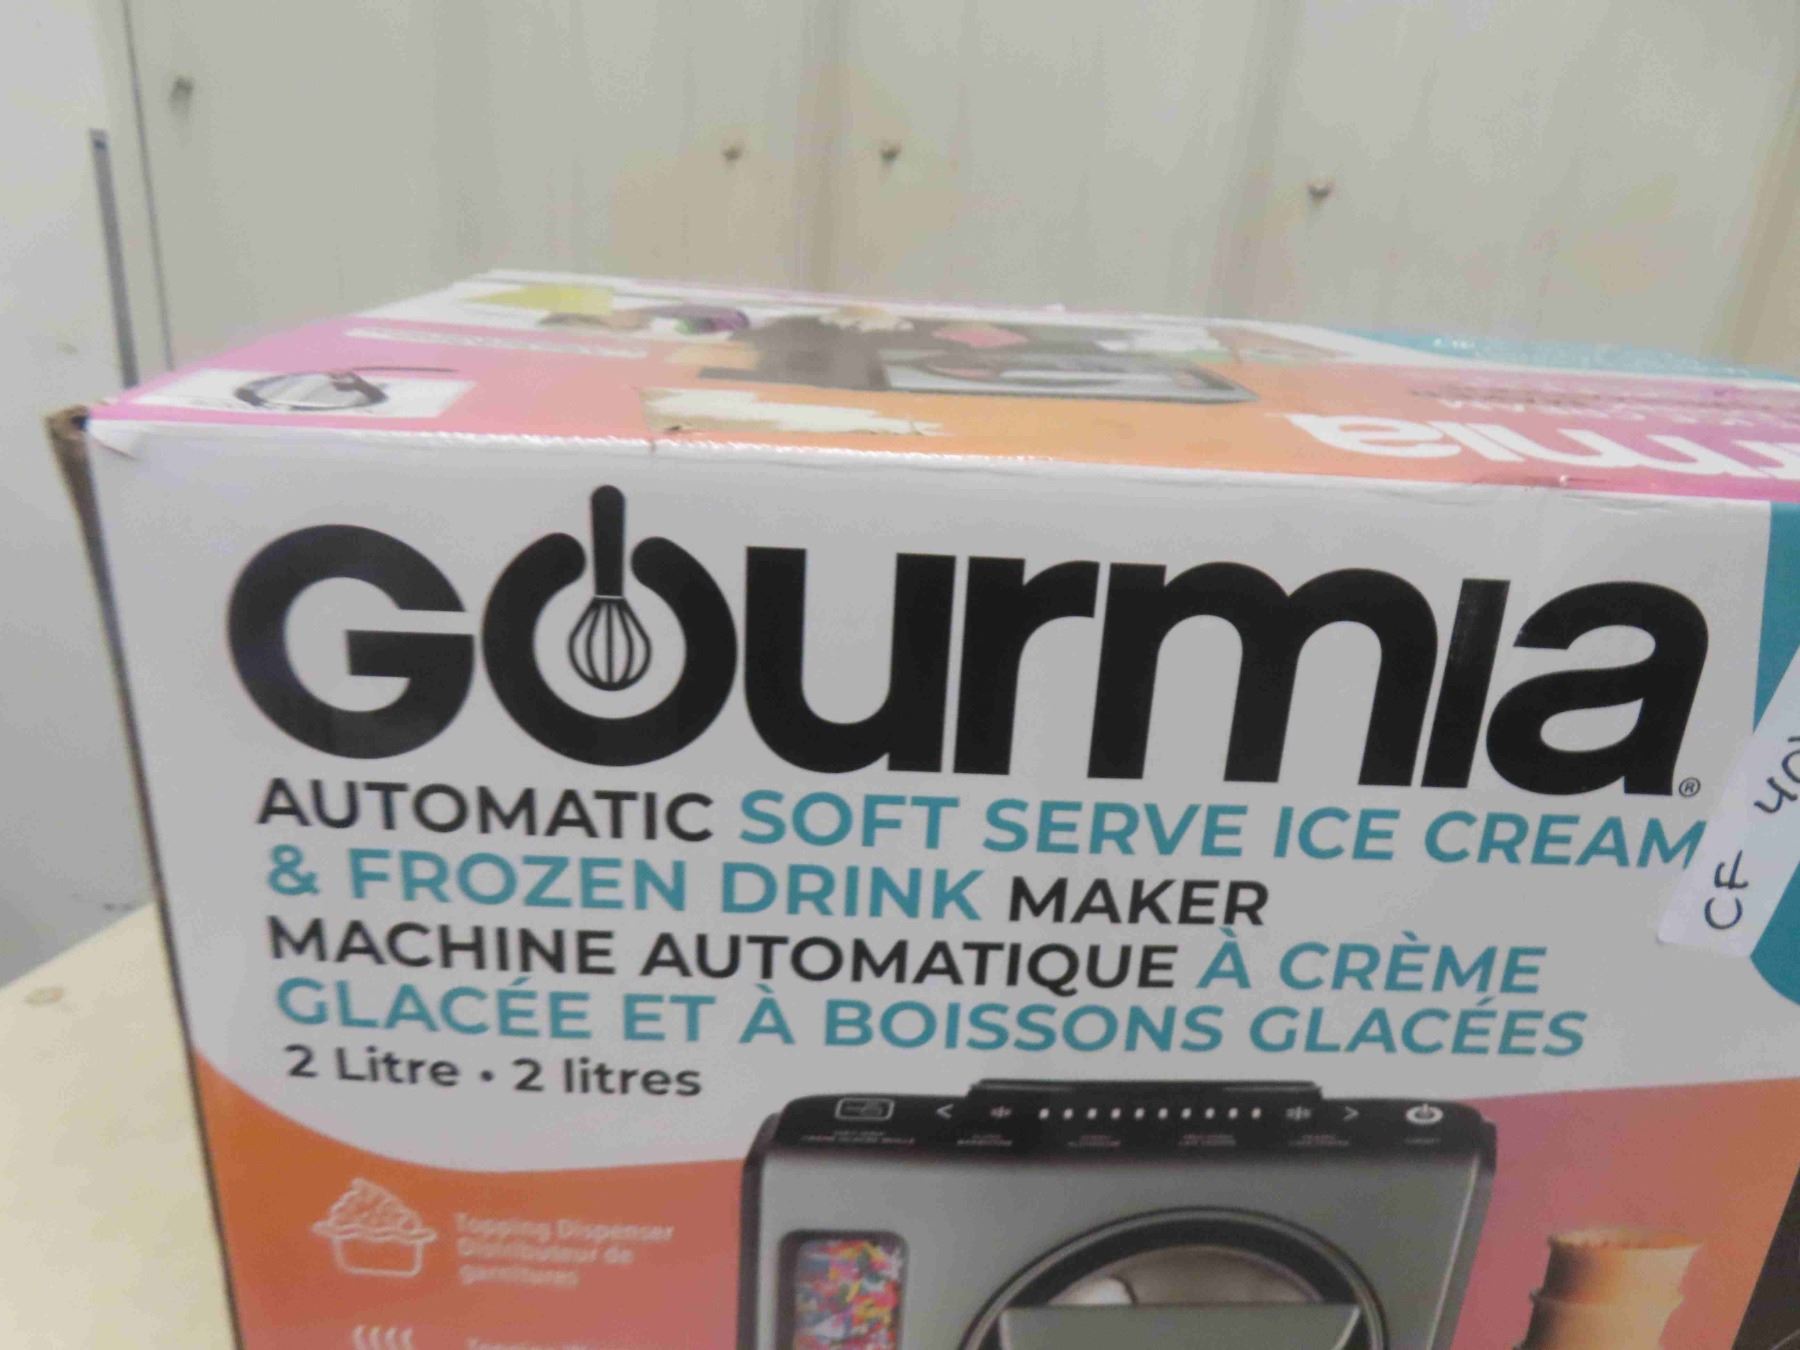 Gourmia®
AUTOMATIC SOFT SERVE ICE CREAM
& FROZEN DRINK MAKER
MACHINE AUTOMATIQUE À CRÈME
GLACÉE ET À BOISSONS GLACÉES
2 Litre • 2 litres
CF
Topping Dispenser
Distributeur de
garnitures